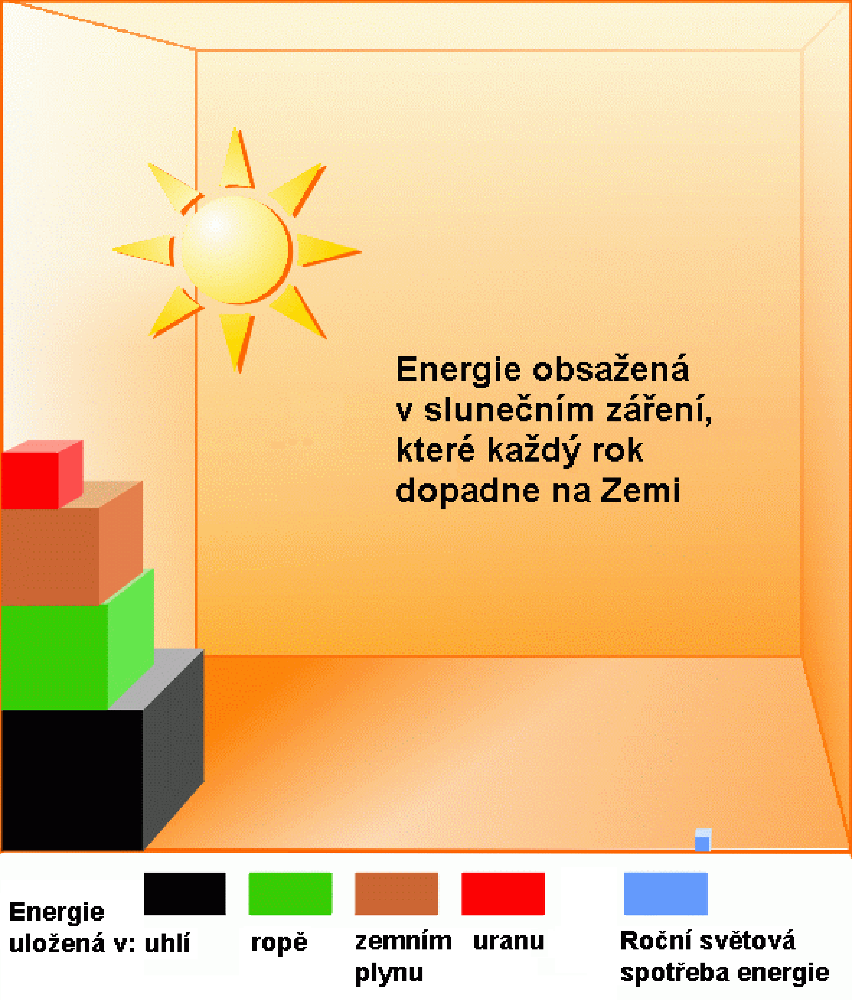 Energie obsažená
v slunečním záření,
které každý rok
dopadne na Zemi
Energie
uložená v:
uhlí
ropě
zemním
plynu
uranu
Roční světová
spotřeba energie